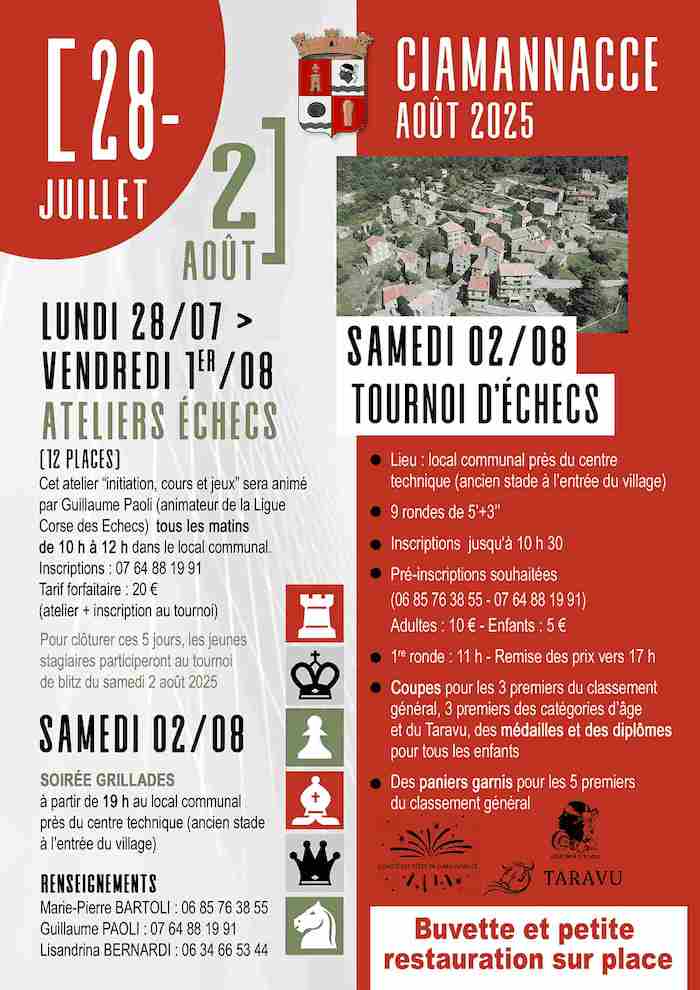 [28-
JUILLET
2]
AOÛT
CIAMANNACCE
AOÛT 2025
LUNDI 28/07 >
VENDREDI 1ER/08
ATELIERS ÉCHECS
(12 PLACES)
Cet atelier “initiation, cours et jeux” sera animé
par Guillaume Paoli (animateur de la Ligue
Corse des Echecs) tous les matins
de 10 h à 12 h dans le local communal.
Inscriptions : 07 64 88 19 91
Tarif forfaitaire : 20 €
(atelier + inscription au tournoi)
Pour clôturer ces 5 jours, les jeunes
stagiaires participeront au tournoi
de blitz du samedi 2 août 2025
SAMEDI 02/08
SOIRÉE GRILLADES
à partir de 19 h au local communal
près du centre technique (ancien stade
à l'entrée du village)
RENSEIGNEMENTS
Marie-Pierre BARTOLI : 06 85 76 38 55
Guillaume PAOLI : 07 64 88 19 91
Lisandrina BERNARDI : 06 34 66 53 44
SAMEDI 02/08
TOURNOI D'ÉCHECS
• Lieu : local communal près du centre
technique (ancien stade à l'entrée du village)
• 9 rondes de 5'+3"
• Inscriptions jusqu'à 10 h 30
• Pré-inscriptions souhaitées
(06 85 76 38 55 - 07 64 88 19 91)
Adultes : 10 € - Enfants : 5 €
• 1re ronde : 11 h - Remise des prix vers 17 h
• Coupes pour les 3 premiers du classement
général, 3 premiers des catégories d'âge
et du Taravu, des médailles et des diplômes
pour tous les enfants
• Des paniers garnis pour les 5 premiers
du classement général
TARAVU
Buvette et petite
restauration sur place